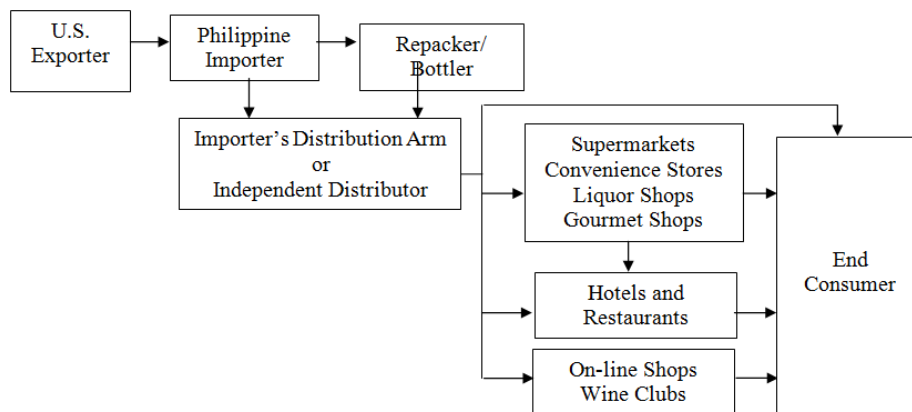 U.S.
Exporter
Philippine
Importer
Repacker/
Bottler
Importer’s Distribution Arm
or
Independent Distributor
Supermarkets
Convenience Stores
Liquor Shops
Gourmet Shops
Hotels and
Restaurants
On-line Shops
Wine Clubs
End
Consumer